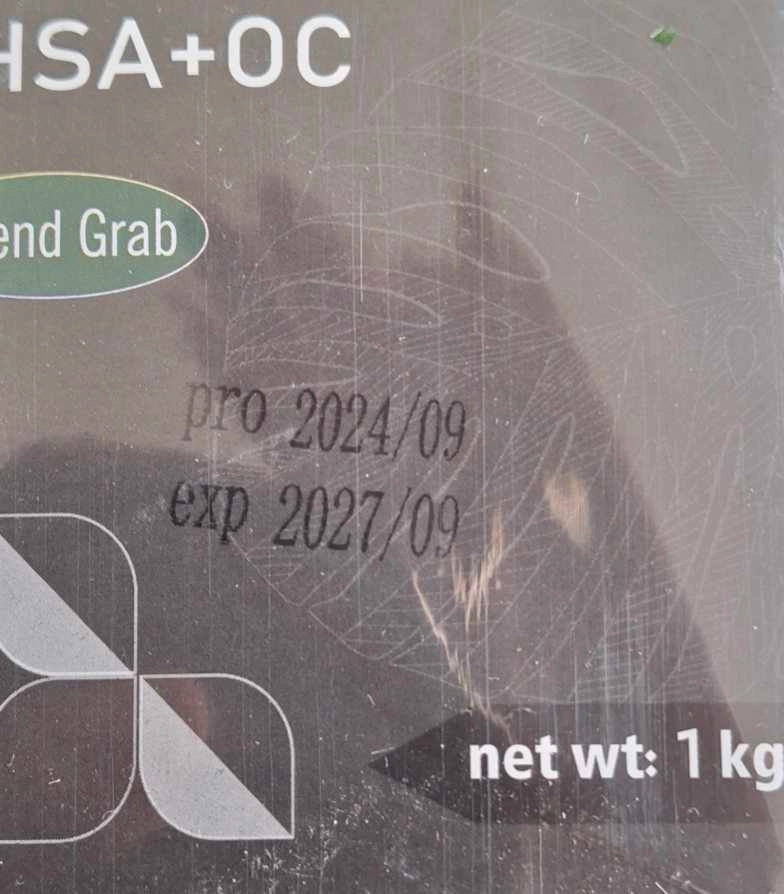 HSA+OC
end Grab
pro 2024/09
exp 2027/09
net wt: 1 kg